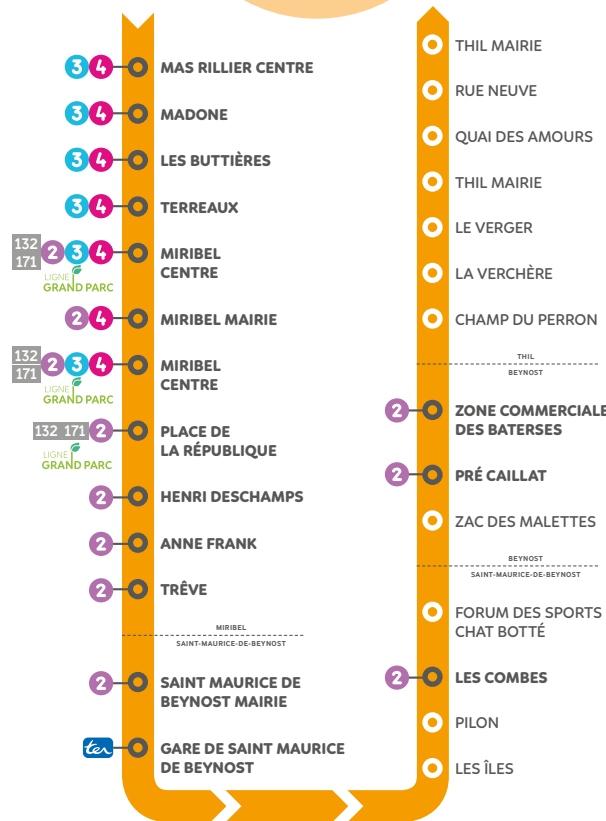 3 4 MAS RILLIER CENTRE
3 4 MADONE
3 4 LES BUTTIÈRES
3 4 TERREAUX
132
171
2 3 4
LIGNE
GRAND PARC
MIRIBEL
CENTRE
2 4 MIRIBEL MAIRIE
132
171
2 3 4
LIGNE
GRAND PARC
MIRIBEL
CENTRE
132 171 2
LIGNE
GRAND PARC
PLACE DE
LA RÉPUBLIQUE
2 HENRI DESCHAMPS
2 ANNE FRANK
2 TRÊVE
MIRIBEL
SAINT-MAURICE-DE-BEYNOST
2 SAINT MAURICE DE
BEYNOST MAIRIE
ter GARE DE SAINT MAURICE
DE BEYNOST
THIL MAIRIE
RUE NEUVE
QUAI DES AMOURS
THIL MAIRIE
LE VERGER
LA VERCHÈRE
CHAMP DU PERRON
THIL
BEYNOST
2 ZONE COMMERCIALE
DES BATERSES
2 PRÉ CAILLAT
ZAC DES MALETTES
BEYNOST
SAINT-MAURICE-DE-BEYNOST
FORUM DES SPORTS
CHAT BOTTÉ
2 LES COMBES
PILON
LES ÎLES